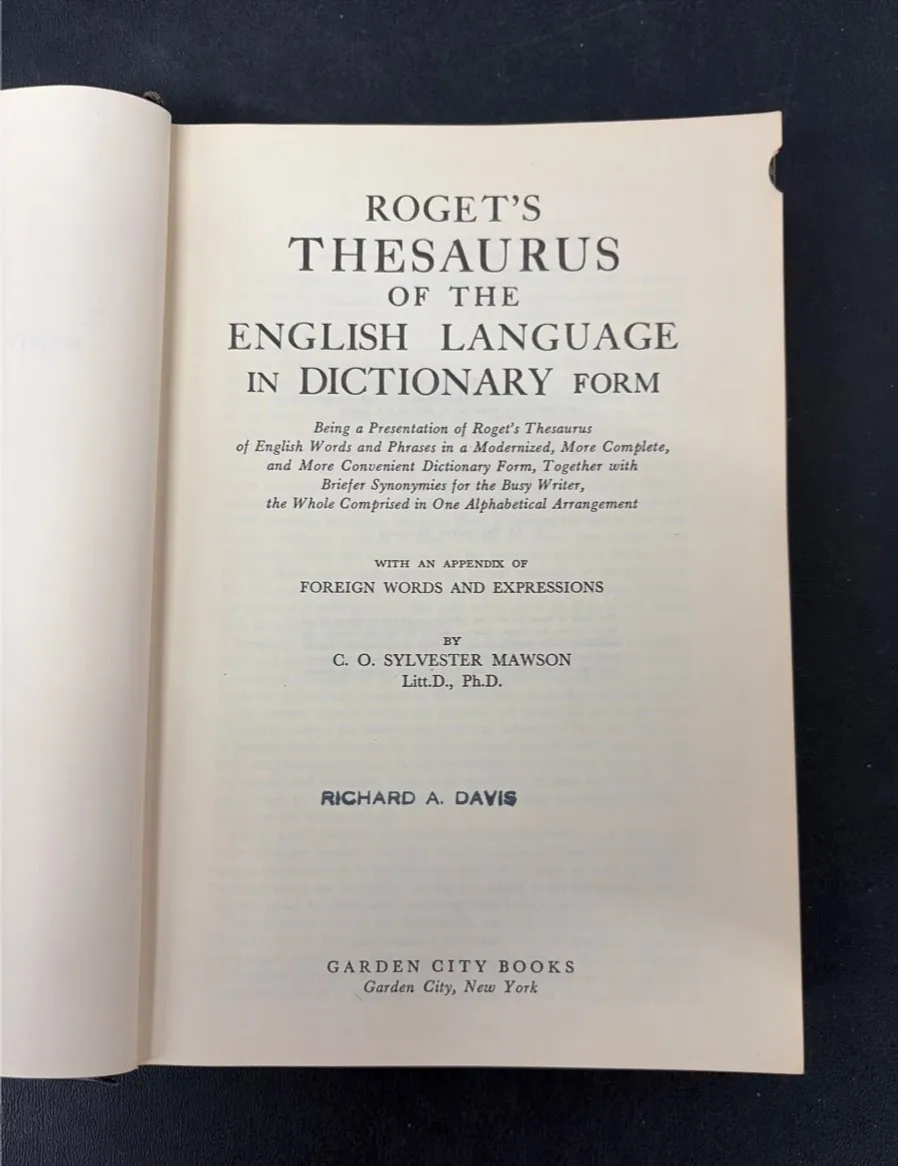 ROGET'S
THESAURUS
OF THE
ENGLISH LANGUAGE
IN DICTIONARY FORM
Being a Presentation of Roget's Thesaurus
of English Words and Phrases in a Modernized, More Complete,
and More Convenient Dictionary Form, Together with
Briefer Synonymies for the Busy Writer,
the Whole Comprised in One Alphabetical Arrangement
WITH AN APPENDIX OF
FOREIGN WORDS AND EXPRESSIONS
BY
C. O. SYLVESTER MAWSON
Litt.D., Ph.D.
RICHARD A. DAVIS
GARDEN CITY BOOKS
Garden City, New York